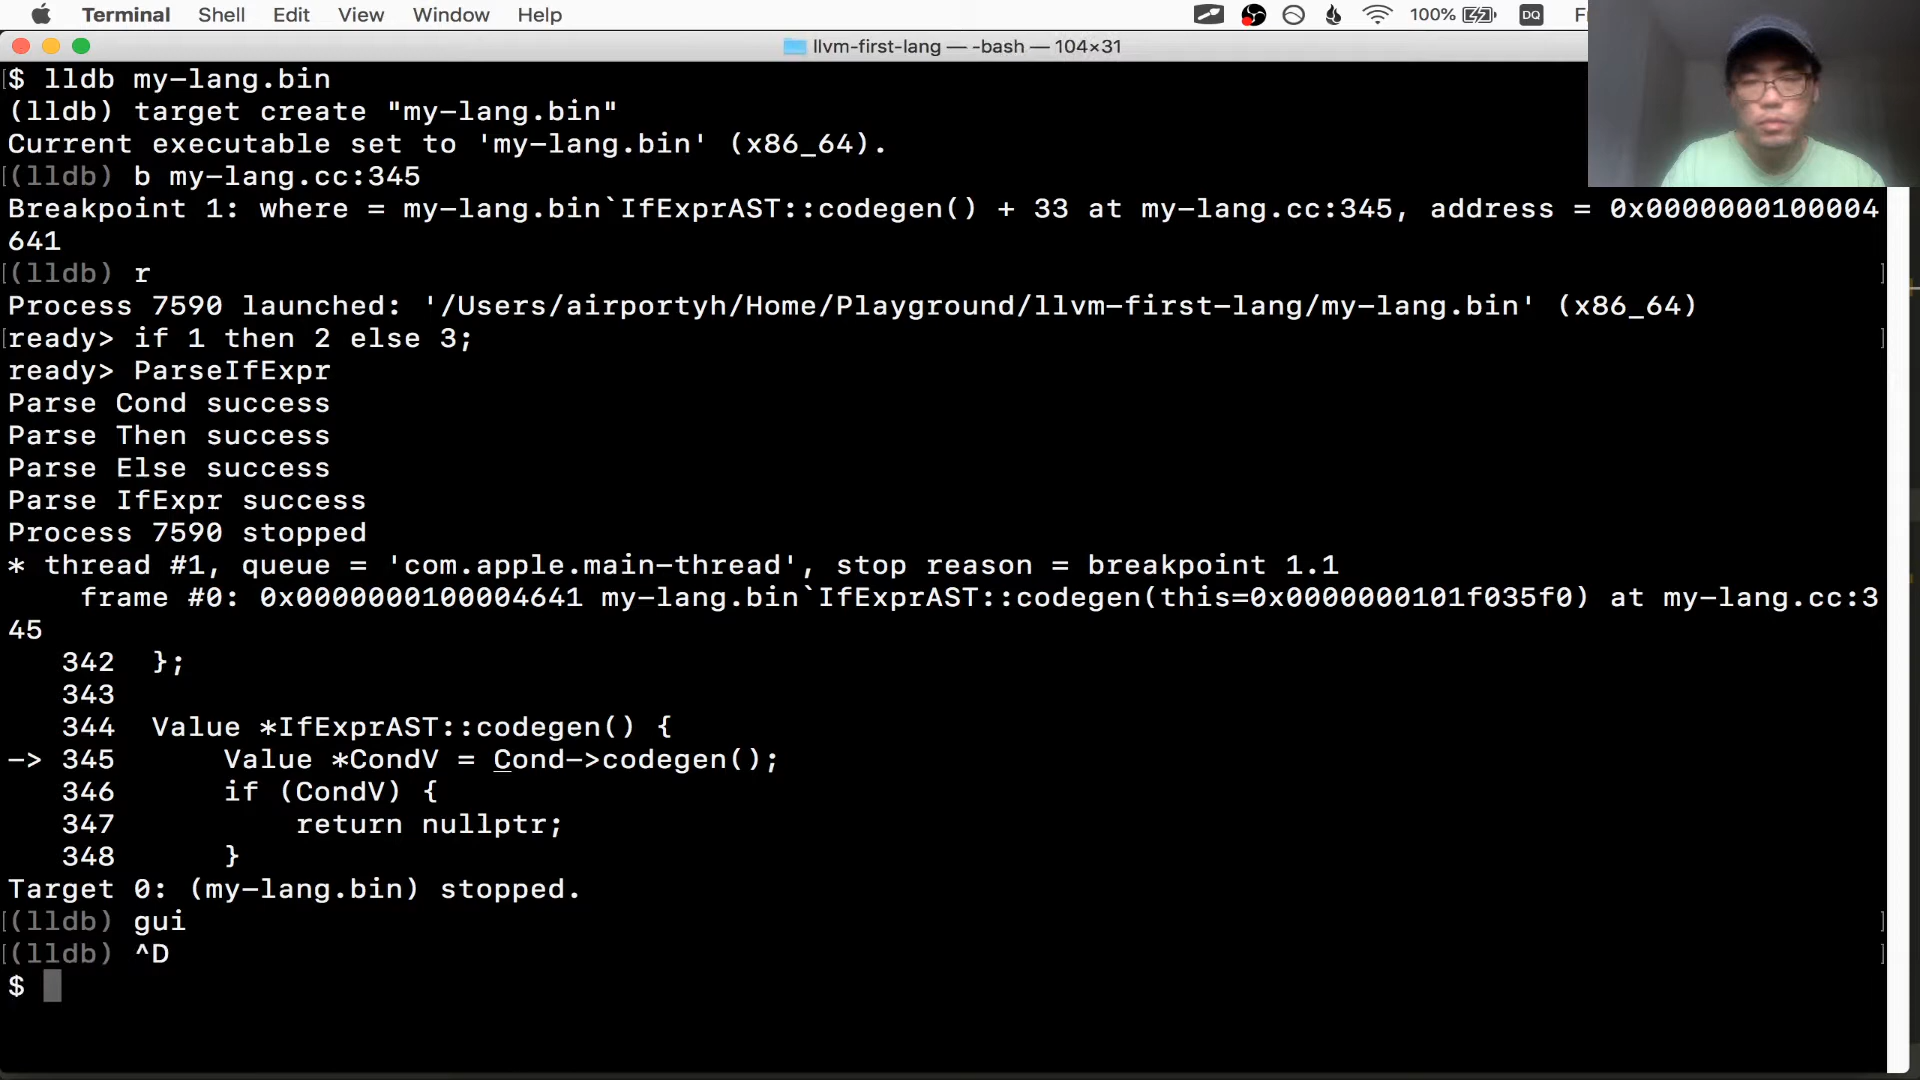 Terminal Shell Edit View Window Help 100% DQ F
llvm-first-lang — -bash — 104×31
[$ lldb my-lang.bin
(lldb) target create "my-lang.bin"
Current executable set to 'my-lang.bin' (x86_64).
[(lldb) b my-lang.cc:345
Breakpoint 1: where = my-lang.bin`IfExprAST::codegen() + 33 at my-lang.cc:345, address = 0x0000000100004
641
[(lldb) r ]
Process 7590 launched: '/Users/airportyh/Home/Playground/llvm-first-lang/my-lang.bin' (x86_64)
[ready> if 1 then 2 else 3; ]
ready> ParseIfExpr
Parse Cond success
Parse Then success
Parse Else success
Parse IfExpr success
Process 7590 stopped
* thread #1, queue = 'com.apple.main-thread', stop reason = breakpoint 1.1
frame #0: 0x0000000100004641 my-lang.bin`IfExprAST::codegen(this=0x0000000101f035f0) at my-lang.cc:3
45
342 };
343
344 Value *IfExprAST::codegen() {
-> 345 Value *CondV = Cond->codegen();
346 if (CondV) {
347 return nullptr;
348 }
Target 0: (my-lang.bin) stopped.
[(lldb) gui ]
[(lldb) ^D ]
$